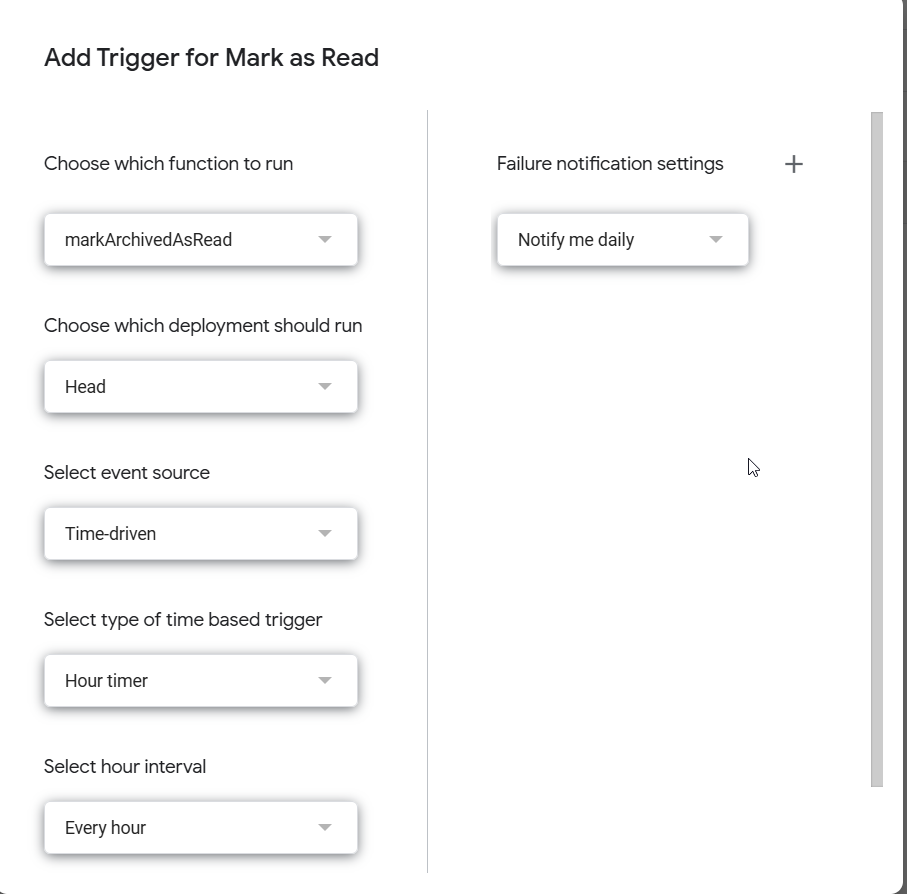 Add Trigger for Mark as Read
Choose which function to run
markArchivedAsRead
Choose which deployment should run
Head
Select event source
Time-driven
Select type of time based trigger
Hour timer
Select hour interval
Every hour
Failure notification settings
Notify me daily